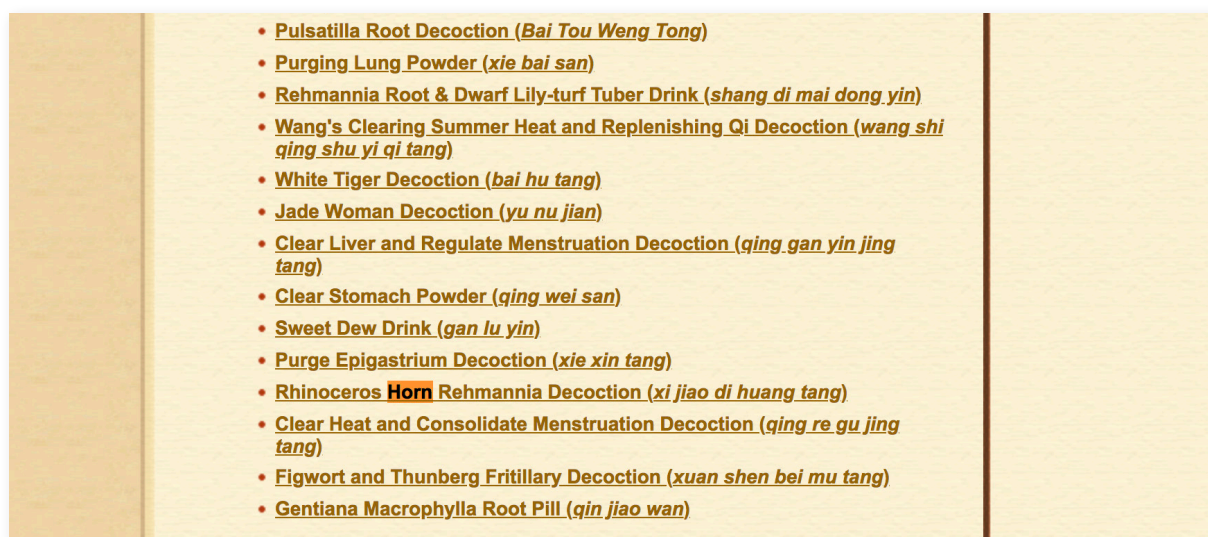 Pulsatilla Root Decoction (Bai Tou Weng Tong)
Purging Lung Powder (xie bai san)
Rehmannia Root & Dwarf Lily-turf Tuber Drink (shang di mai dong yin)
Wang's Clearing Summer Heat and Replenishing Qi Decoction (wang shi
qing shu yi qi tang)
White Tiger Decoction (bai hu tang)
Jade Woman Decoction (yu nu jian)
Clear Liver and Regulate Menstruation Decoction (qing gan yin jing
tang)
Clear Stomach Powder (qing wei san)
Sweet Dew Drink (gan lu yin)
Purge Epigastrium Decoction (xie xin tang)
Rhinoceros Horn Rehmannia Decoction (xi jiao di huang tang)
Clear Heat and Consolidate Menstruation Decoction (qing re gu jing
tang)
Figwort and Thunberg Fritillary Decoction (xuan shen bei mu tang)
Gentiana Macrophylla Root Pill (qin jiao wan)